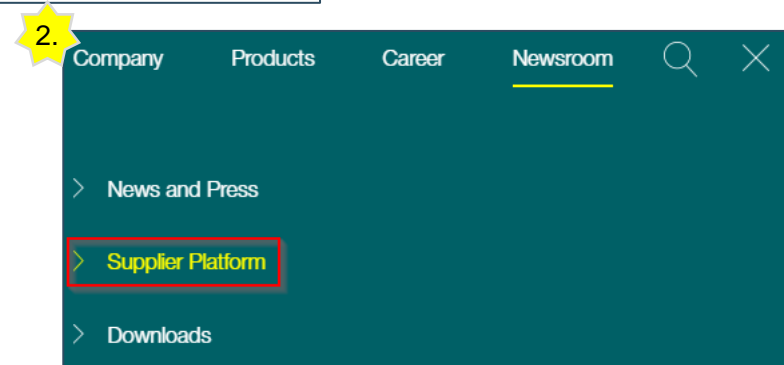 2.
Company Products Career Newsroom
News and Press
Supplier Platform
Downloads